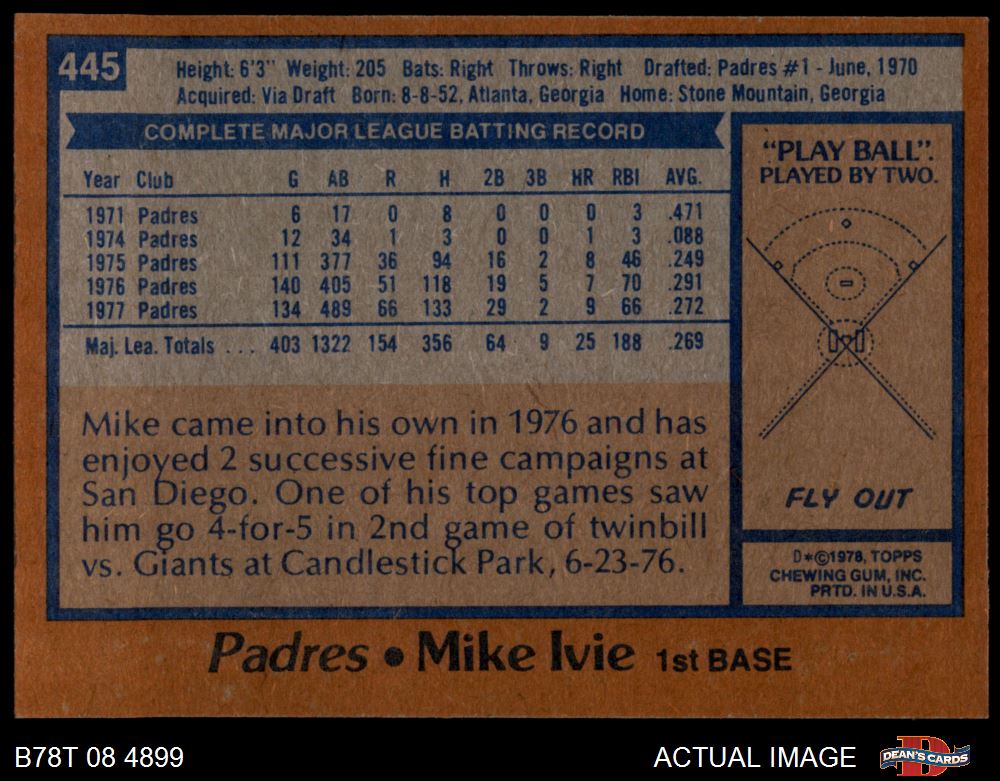 445
Height: 6'3" Weight: 205 Bats: Right Throws: Right Drafted: Padres #1 - June, 1970
Acquired: Via Draft Born: 8-8-52, Atlanta, Georgia Home: Stone Mountain, Georgia
COMPLETE MAJOR LEAGUE BATTING RECORD
Year Club G AB R H 2B 3B HR RBI AVG.
1971 Padres 6 17 0 8 0 0 0 3 .471
1974 Padres 12 34 1 3 0 0 1 3 .088
1975 Padres 111 377 36 94 16 2 8 46 .249
1976 Padres 140 405 51 118 19 5 7 70 .291
1977 Padres 134 489 66 133 29 2 9 66 .272
Maj. Lea. Totals . . . 403 1322 154 356 64 9 25 188 .269
Mike came into his own in 1976 and has
enjoyed 2 successive fine campaigns at
San Diego. One of his top games saw
him go 4-for-5 in 2nd game of twinbill
vs. Giants at Candlestick Park, 6-23-76.
"PLAY BALL".
PLAYED BY TWO.
FLY OUT
D*©1978, TOPPS
CHEWING GUM, INC.
PRTD. IN U.S.A.
Padres • Mike Ivie 1st BASE
B78T 08 4899
ACTUAL IMAGE
DEAN'S CARDS